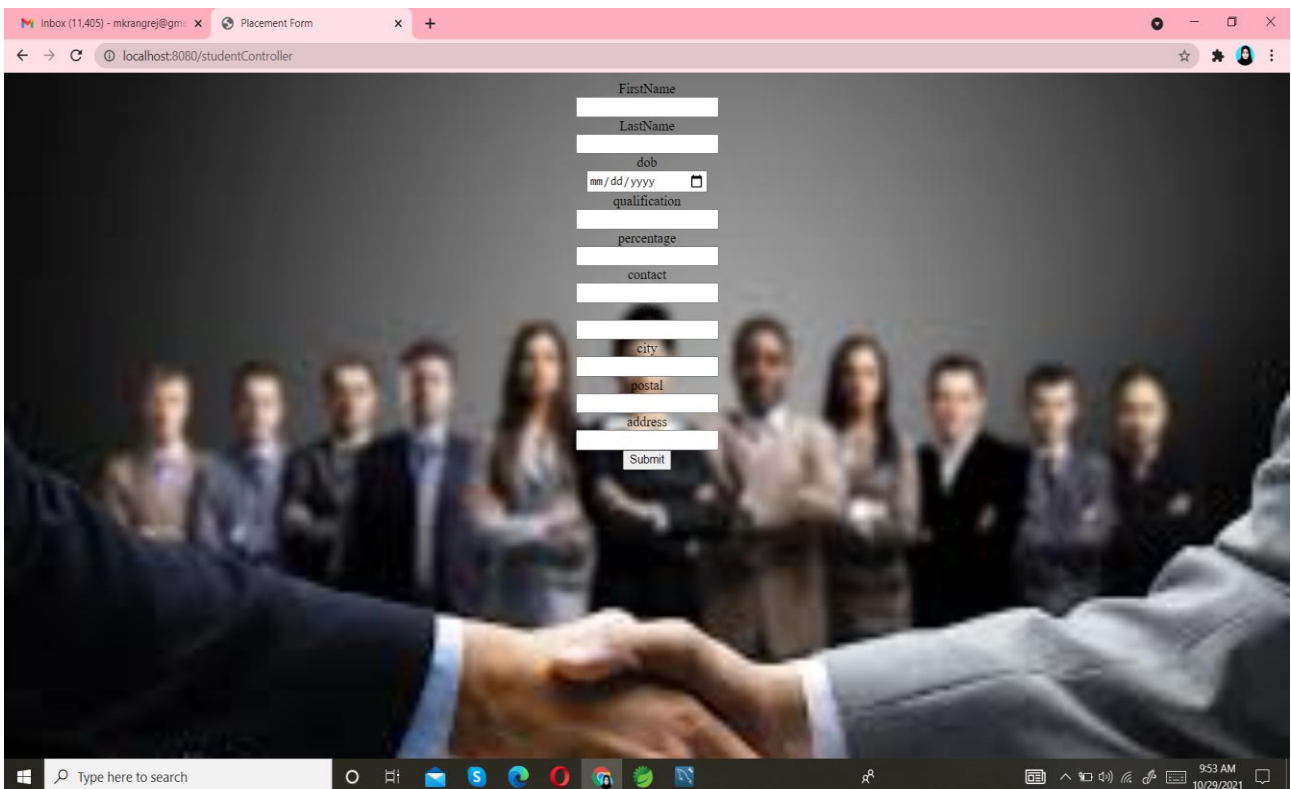 Inbox (11,405) - mkrangrej@gma
Placement Form
localhost:8080/studentController
FirstName
LastName
dob
mm/dd/yyyy
qualification
percentage
contact
city
postal
address
Submit
Type here to search
9:53 AM
10/29/2021